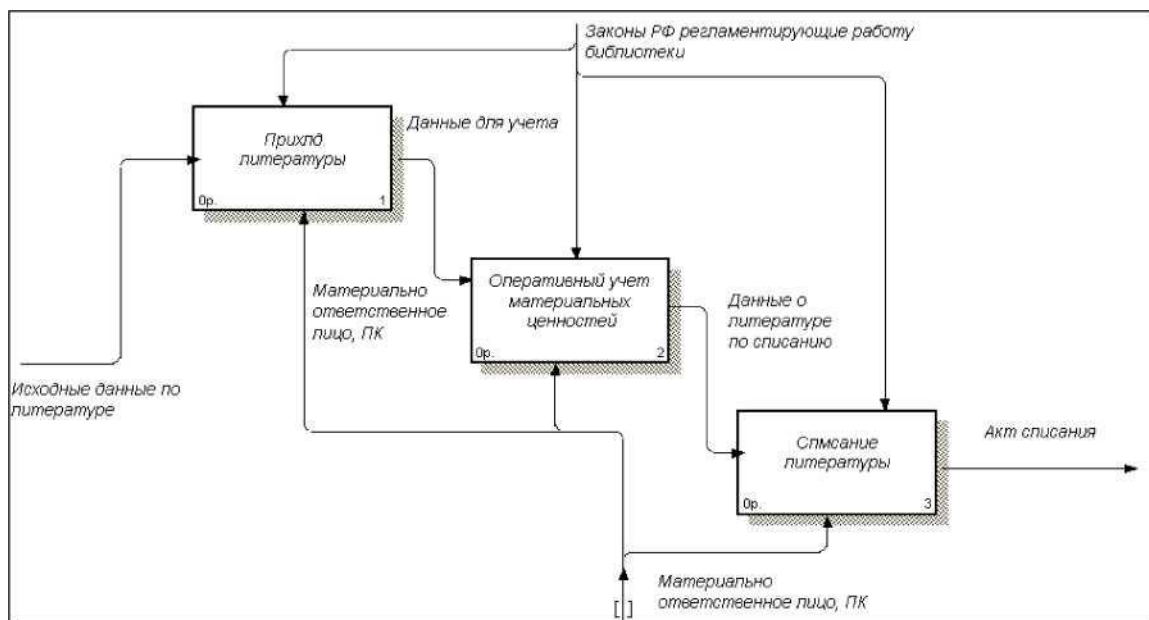 Законы РФ регламентирующие работу
библиотеки
Прихлд
литературы
0р.
1
Данные для учета
Оперативный учет
материальных
ценностей
0р.
2
Материально
ответственное
лицо, ПК
Данные о
литературе
по списанию
Исходные данные по
литературе
Спмсание
литературы
0р.
3
Акт списания
Материально
ответственное лицо, ПК